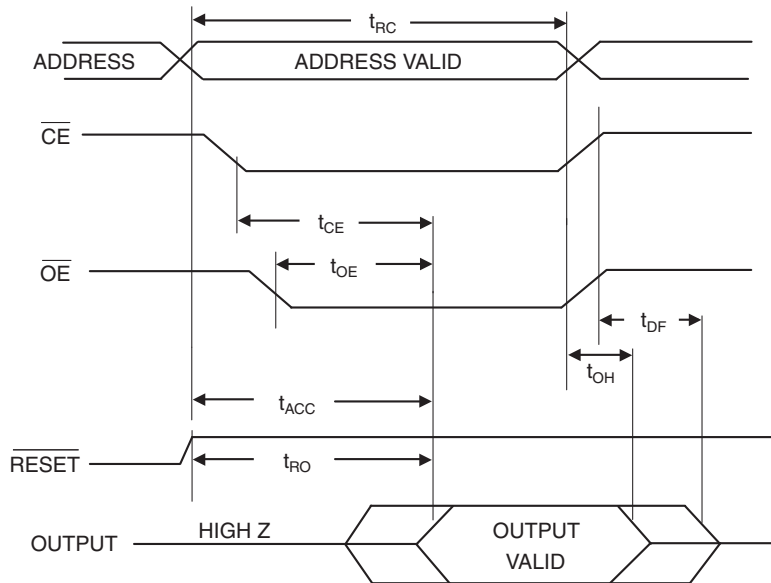 tRC
ADDRESS ADDRESS VALID
CE
tCE
tOE
OE
tDF
tOH
tACC
RESET
tRO
HIGH Z
OUTPUT OUTPUT
VALID